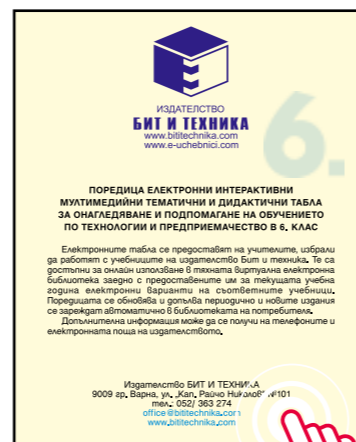 ИЗДАТЕЛСТВО
БИТ И ТЕХНИКА
www.bititechnika.com
www.e-uchebnici.com
6.
ПОРЕДИЦА ЕЛЕКТРОННИ ИНТЕРАКТИВНИ
МУЛТИМЕДИЙНИ ТЕМАТИЧНИ И ДИДАКТИЧНИ ТАБЛА
ЗА ОНАГЛЕДЯВАНЕ И ПОДПОМАГАНЕ НА ОБУЧЕНИЕТО
ПО ТЕХНОЛОГИИ И ПРЕДПРИЕМАЧЕСТВО В 6. КЛАС
Електронните табла се предоставят на учителите, избрали
да работят с учебниците на издателство Бит и техника. Те са
достъпни за онлайн използване в тяхната виртуална електронна
библиотека заедно с предоставените им за текущата учебна
година електронни варианти на съответните учебници.
Поредицата се обновява и допълва периодично и новите издания
се зареждат автоматично в библиотеката на потребителя.
Допълнителна информация може да се получи на телефоните и
електронната поща на издателството.
Издателство БИТ И ТЕХНИКА
9009 гр. Варна, ул. „Кап. Райчо Николов" №101
тел.: 052/ 363 274
office@bititechnika.com
www.bititechnika.com